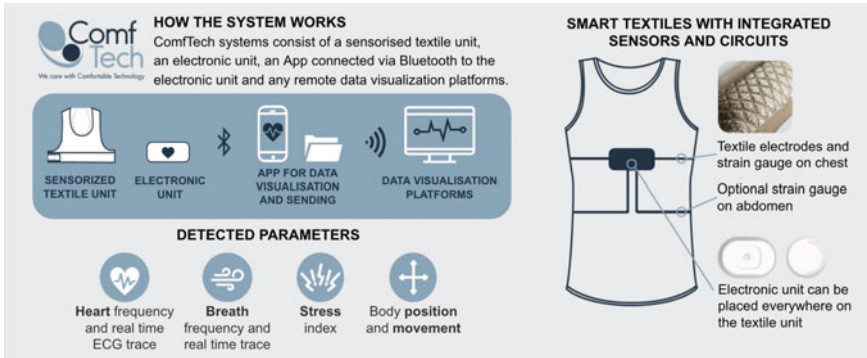 Comf
Tech
We care with Comfortable Technology
HOW THE SYSTEM WORKS
ComfTech systems consist of a sensorised textile unit,
an electronic unit, an App connected via Bluetooth to the
electronic unit and any remote data visualization platforms.
SENSORIZED
TEXTILE UNIT
ELECTRONIC
UNIT
APP FOR DATA
VISUALISATION
AND SENDING
DATA VISUALISATION
PLATFORMS
DETECTED PARAMETERS
Heart frequency
and real time
ECG trace
Breath
frequency and
real time trace
Stress
index
Body position
and movement
SMART TEXTILES WITH INTEGRATED
SENSORS AND CIRCUITS
Textile electrodes and
strain gauge on chest
Optional strain gauge
on abdomen
Electronic unit can be
placed everywhere on
the textile unit